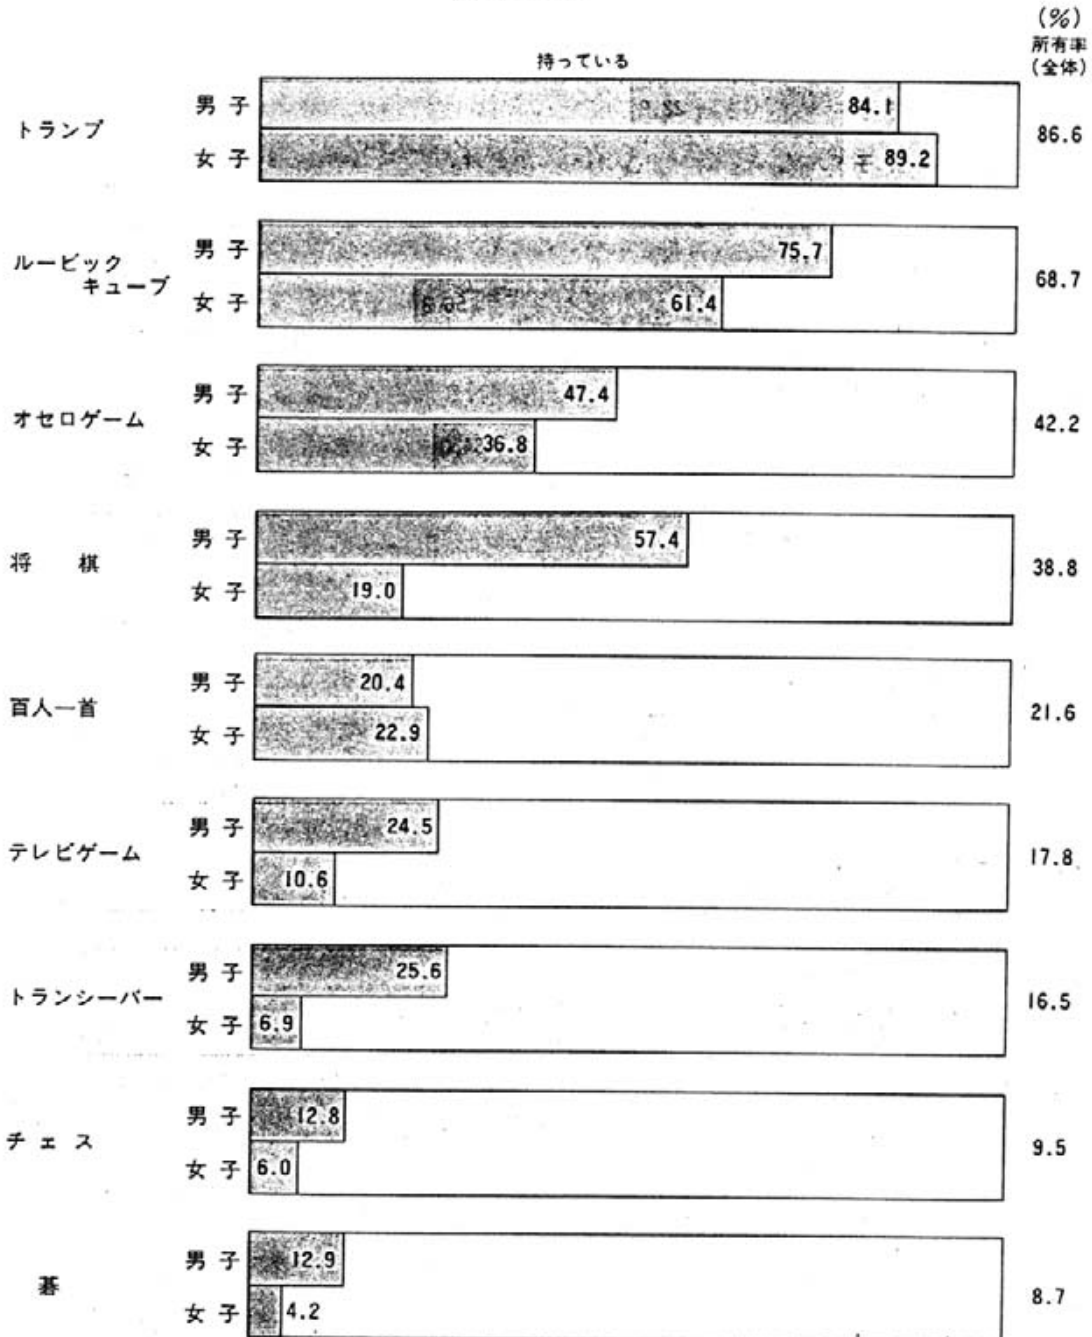 (%)
所有率
(全体)
持っている
トランプ
男子 84.1
女子 89.2
86.6
ルービック
キューブ
男子 75.7
女子 61.4
68.7
オセロゲーム
男子 47.4
女子 36.8
42.2
将棋
男子 57.4
女子 19.0
38.8
百人一首
男子 20.4
女子 22.9
21.6
テレビゲーム
男子 24.5
女子 10.6
17.8
トランシーバー
男子 25.6
女子 6.9
16.5
チェス
男子 12.8
女子 6.0
9.5
碁
男子 12.9
女子 4.2
8.7